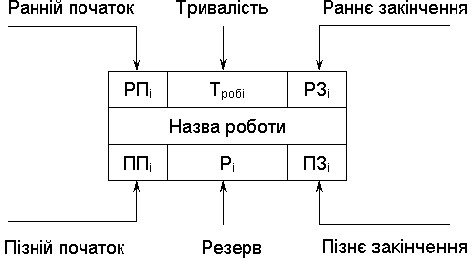 Ранній початок Тривалість Раннє закінчення
РПі Тробі РЗі
Назва роботи
ППі Рі ПЗі
Пізній початок Резерв Пізнє закінчення